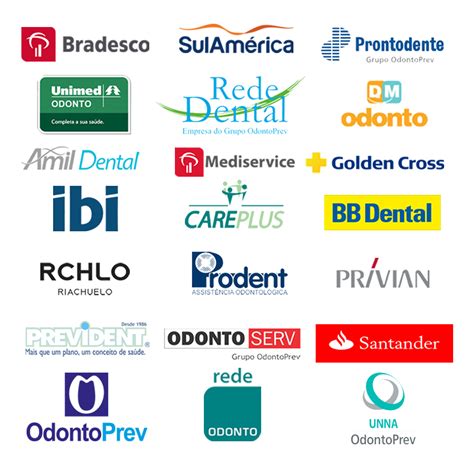 Bradesco
SulAmérica
Prontodente
Grupo OdontoPrev
Unimed
ODONTO
Completa a sua saúde.
Rede
Dental
Empresa do Grupo OdontoPrev
DM
odonto
Amil Dental
Mediservice
Golden Cross
ibi
CAREPLUS
BB Dental
RCHLO
RIACHUELO
Prodent
ASSISTÊNCIA ODONTOLÓGICA
PRIVIAN
Desde 1986
PREVIDENT
Mais que um plano, um conceito de saúde.
ODONTO SERV
Grupo OdontoPrev
Santander
OdontoPrev
rede
ODONTO
UNNA
OdontoPrev